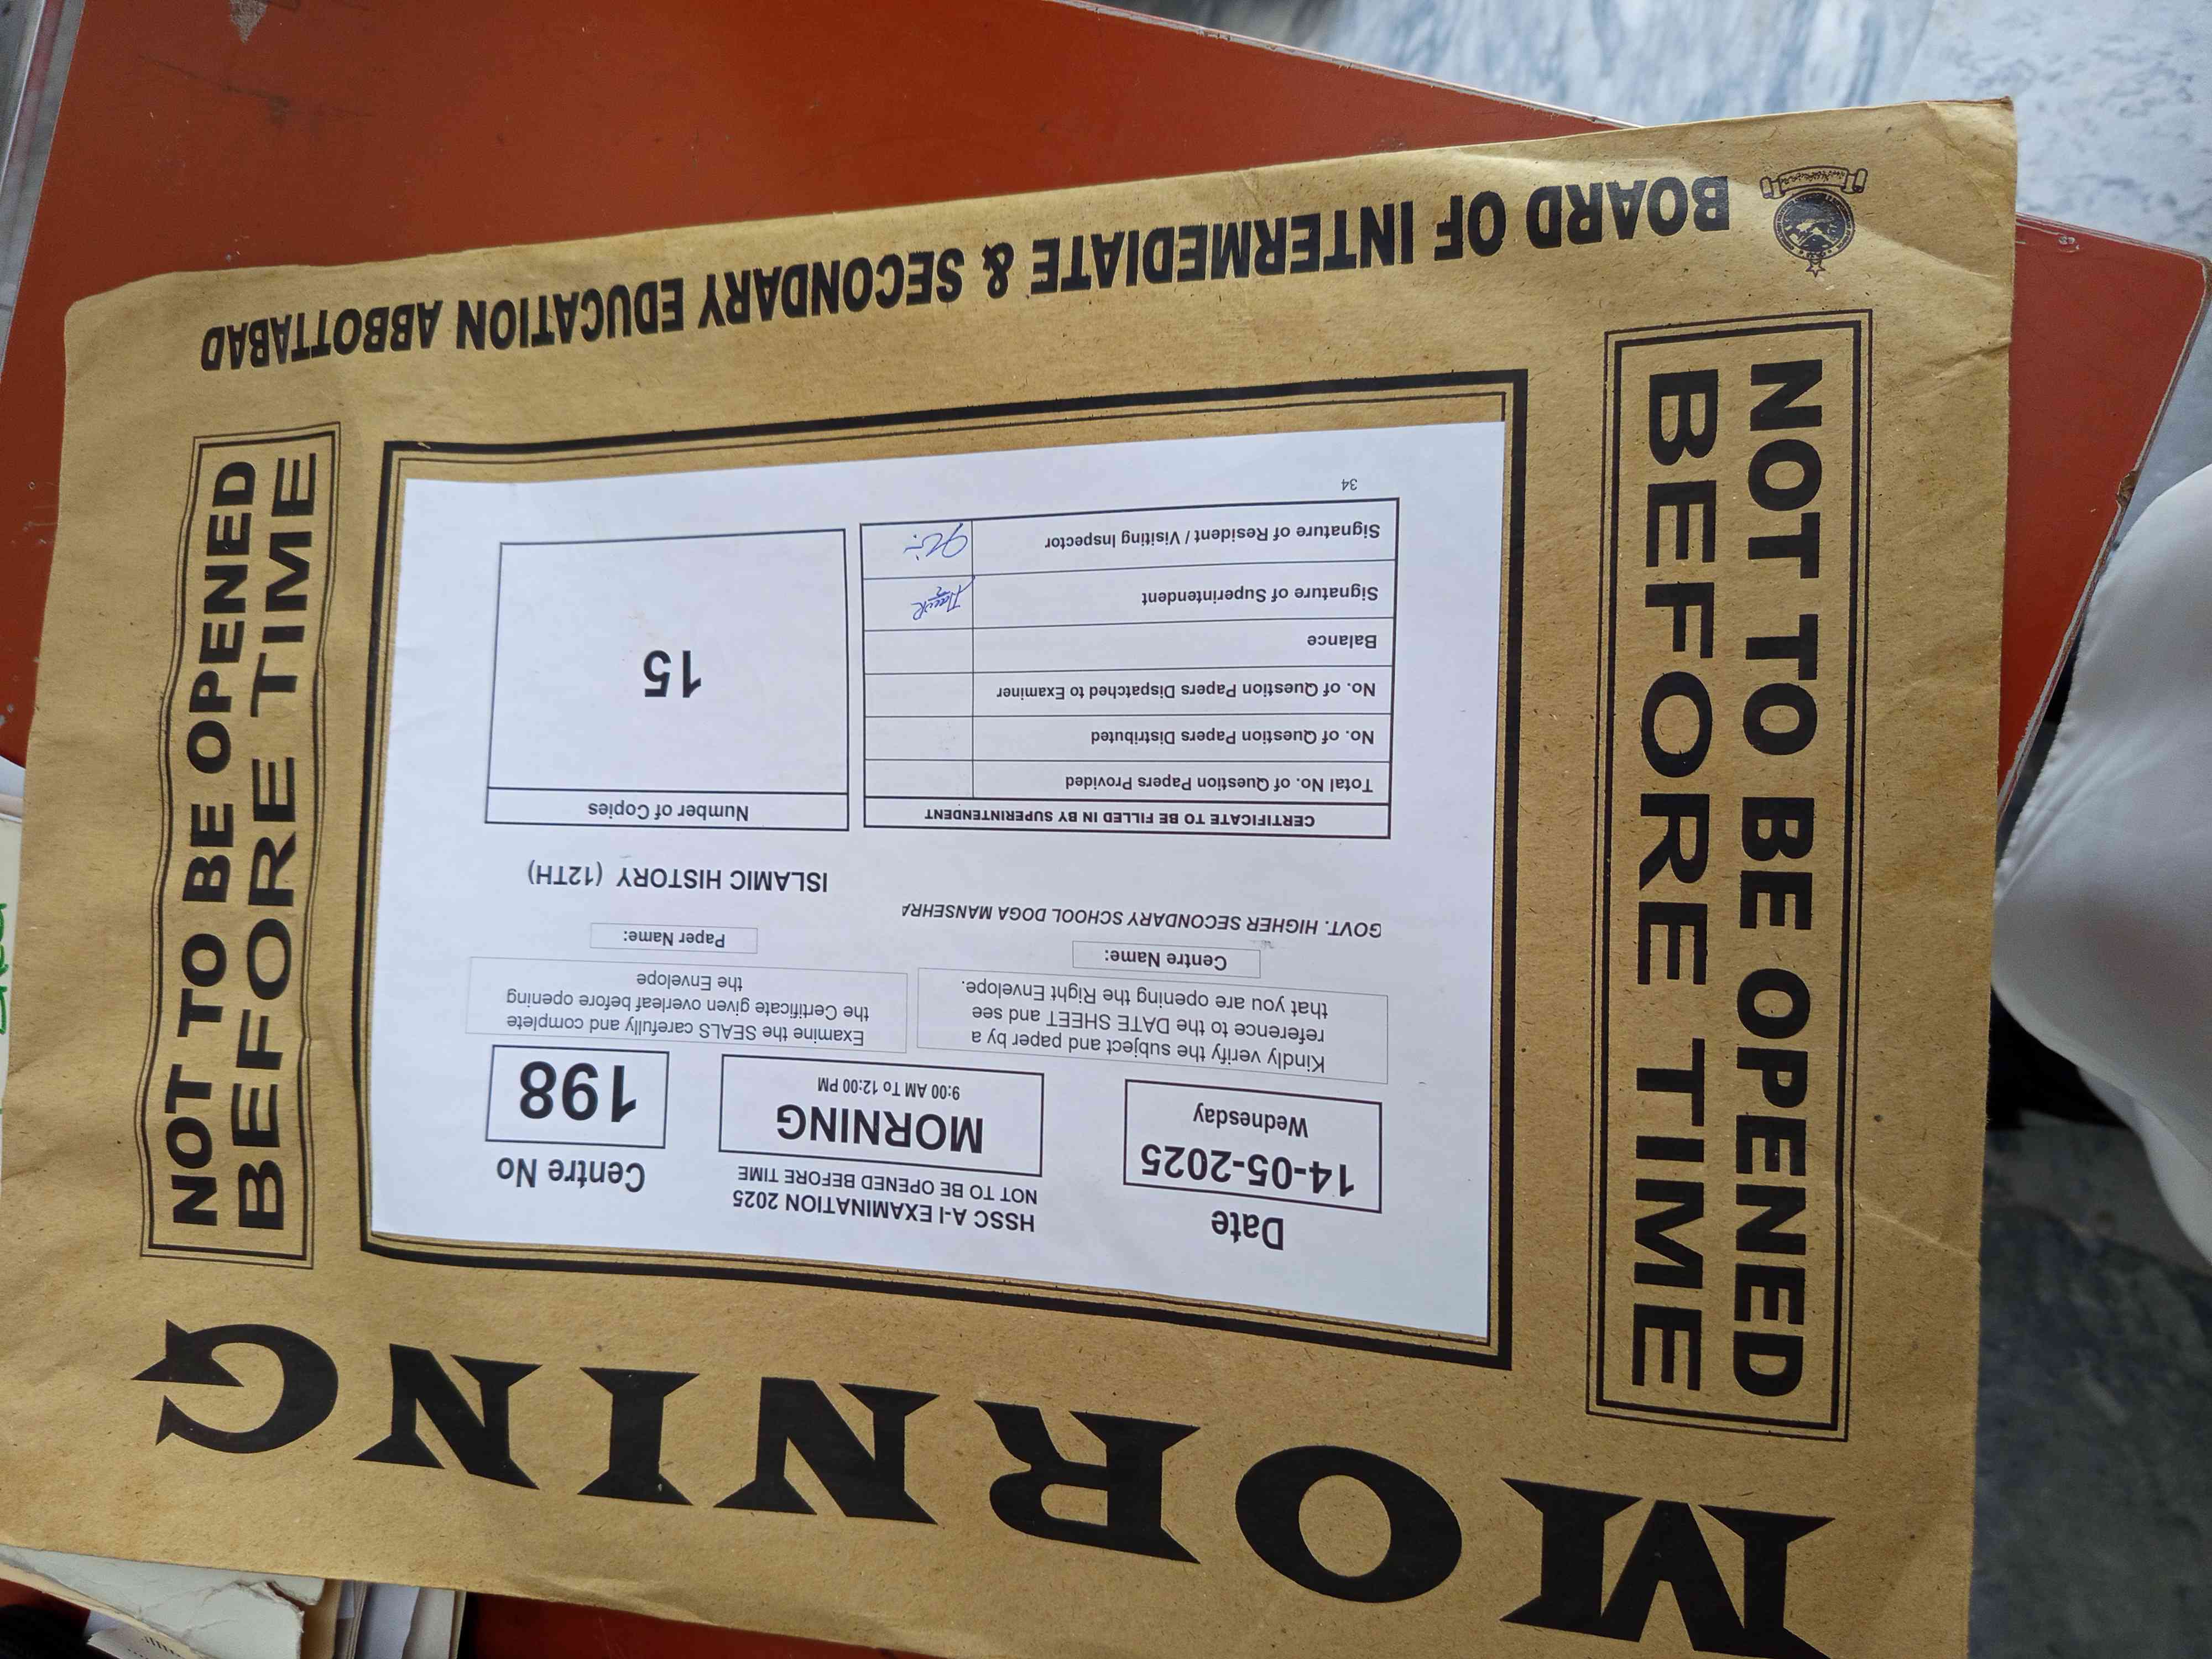 MORNING
NOT TO BE OPENED
BEFORE TIME
Date
14-05-2025
Wednesday
HSSC A-I EXAMINATION 2025
NOT TO BE OPENED BEFORE TIME
MORNING
9:00 AM To 12:00 PM
Centre No
198
Kindly verify the subject and paper by a
reference to the DATE SHEET and see
that you are opening the Right Envelope.
Examine the SEALS carefully and complete
the Certificate given overleaf before opening
the Envelope
Centre Name:
GOVT. HIGHER SECONDARY SCHOOL DOGA MANSEHRA
Paper Name:
ISLAMIC HISTORY (12TH)
CERTIFICATE TO BE FILLED IN BY SUPERINTENDENT
Total No. of Question Papers Provided
No. of Question Papers Distributed
No. of Question Papers Dispatched to Examiner
Balance
Signature of Superintendent
Signature of Resident / Visiting Inspector
34
Number of Copies
15
NOT TO BE OPENED
BEFORE TIME
BOARD OF INTERMEDIATE & SECONDARY EDUCATION ABBOTTABAD